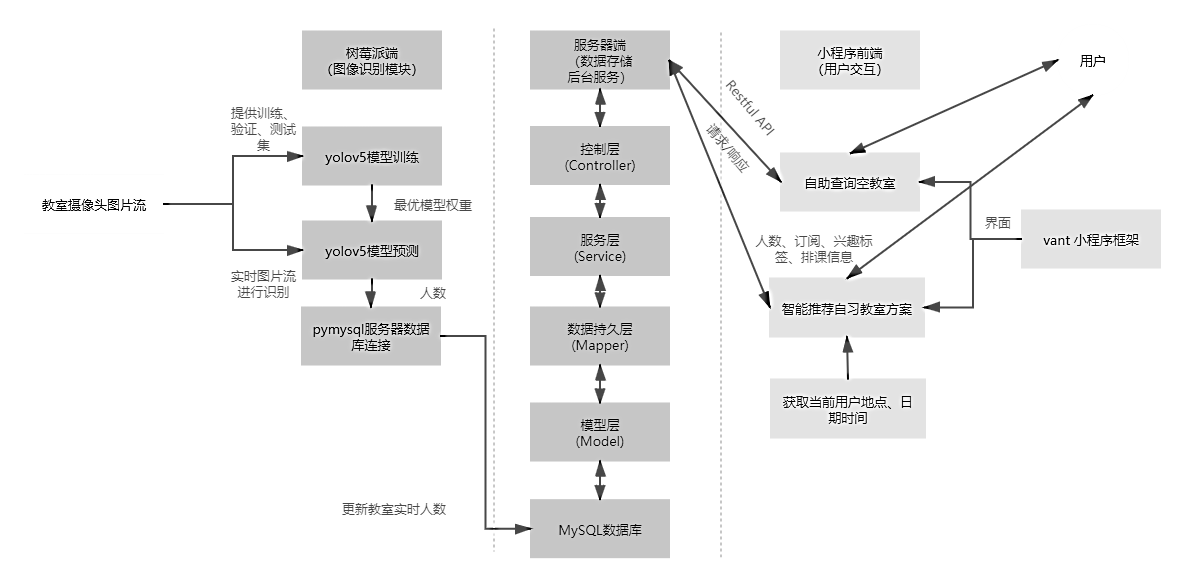 树莓派端
（图像识别模块）
提供训练、
验证、测试
集
yolov5模型训练
教室摄像头图片流
最优模型权重
yolov5模型预测
实时图片流
进行识别
人数
pymysql服务器数据
库连接
更新教室实时人数
服务器端
（数据存储
后台服务）
控制层
(Controller)
服务层
(Service)
数据持久层
(Mapper)
模型层
(Model)
MySQL数据库
Restful API
请求/响应
小程序前端
（用户交互）
用户
自助查询空教室
界面
vant 小程序框架
人数、订阅、兴趣标
签、排课信息
智能推荐自习教室方案
获取当前用户地点、日
期时间